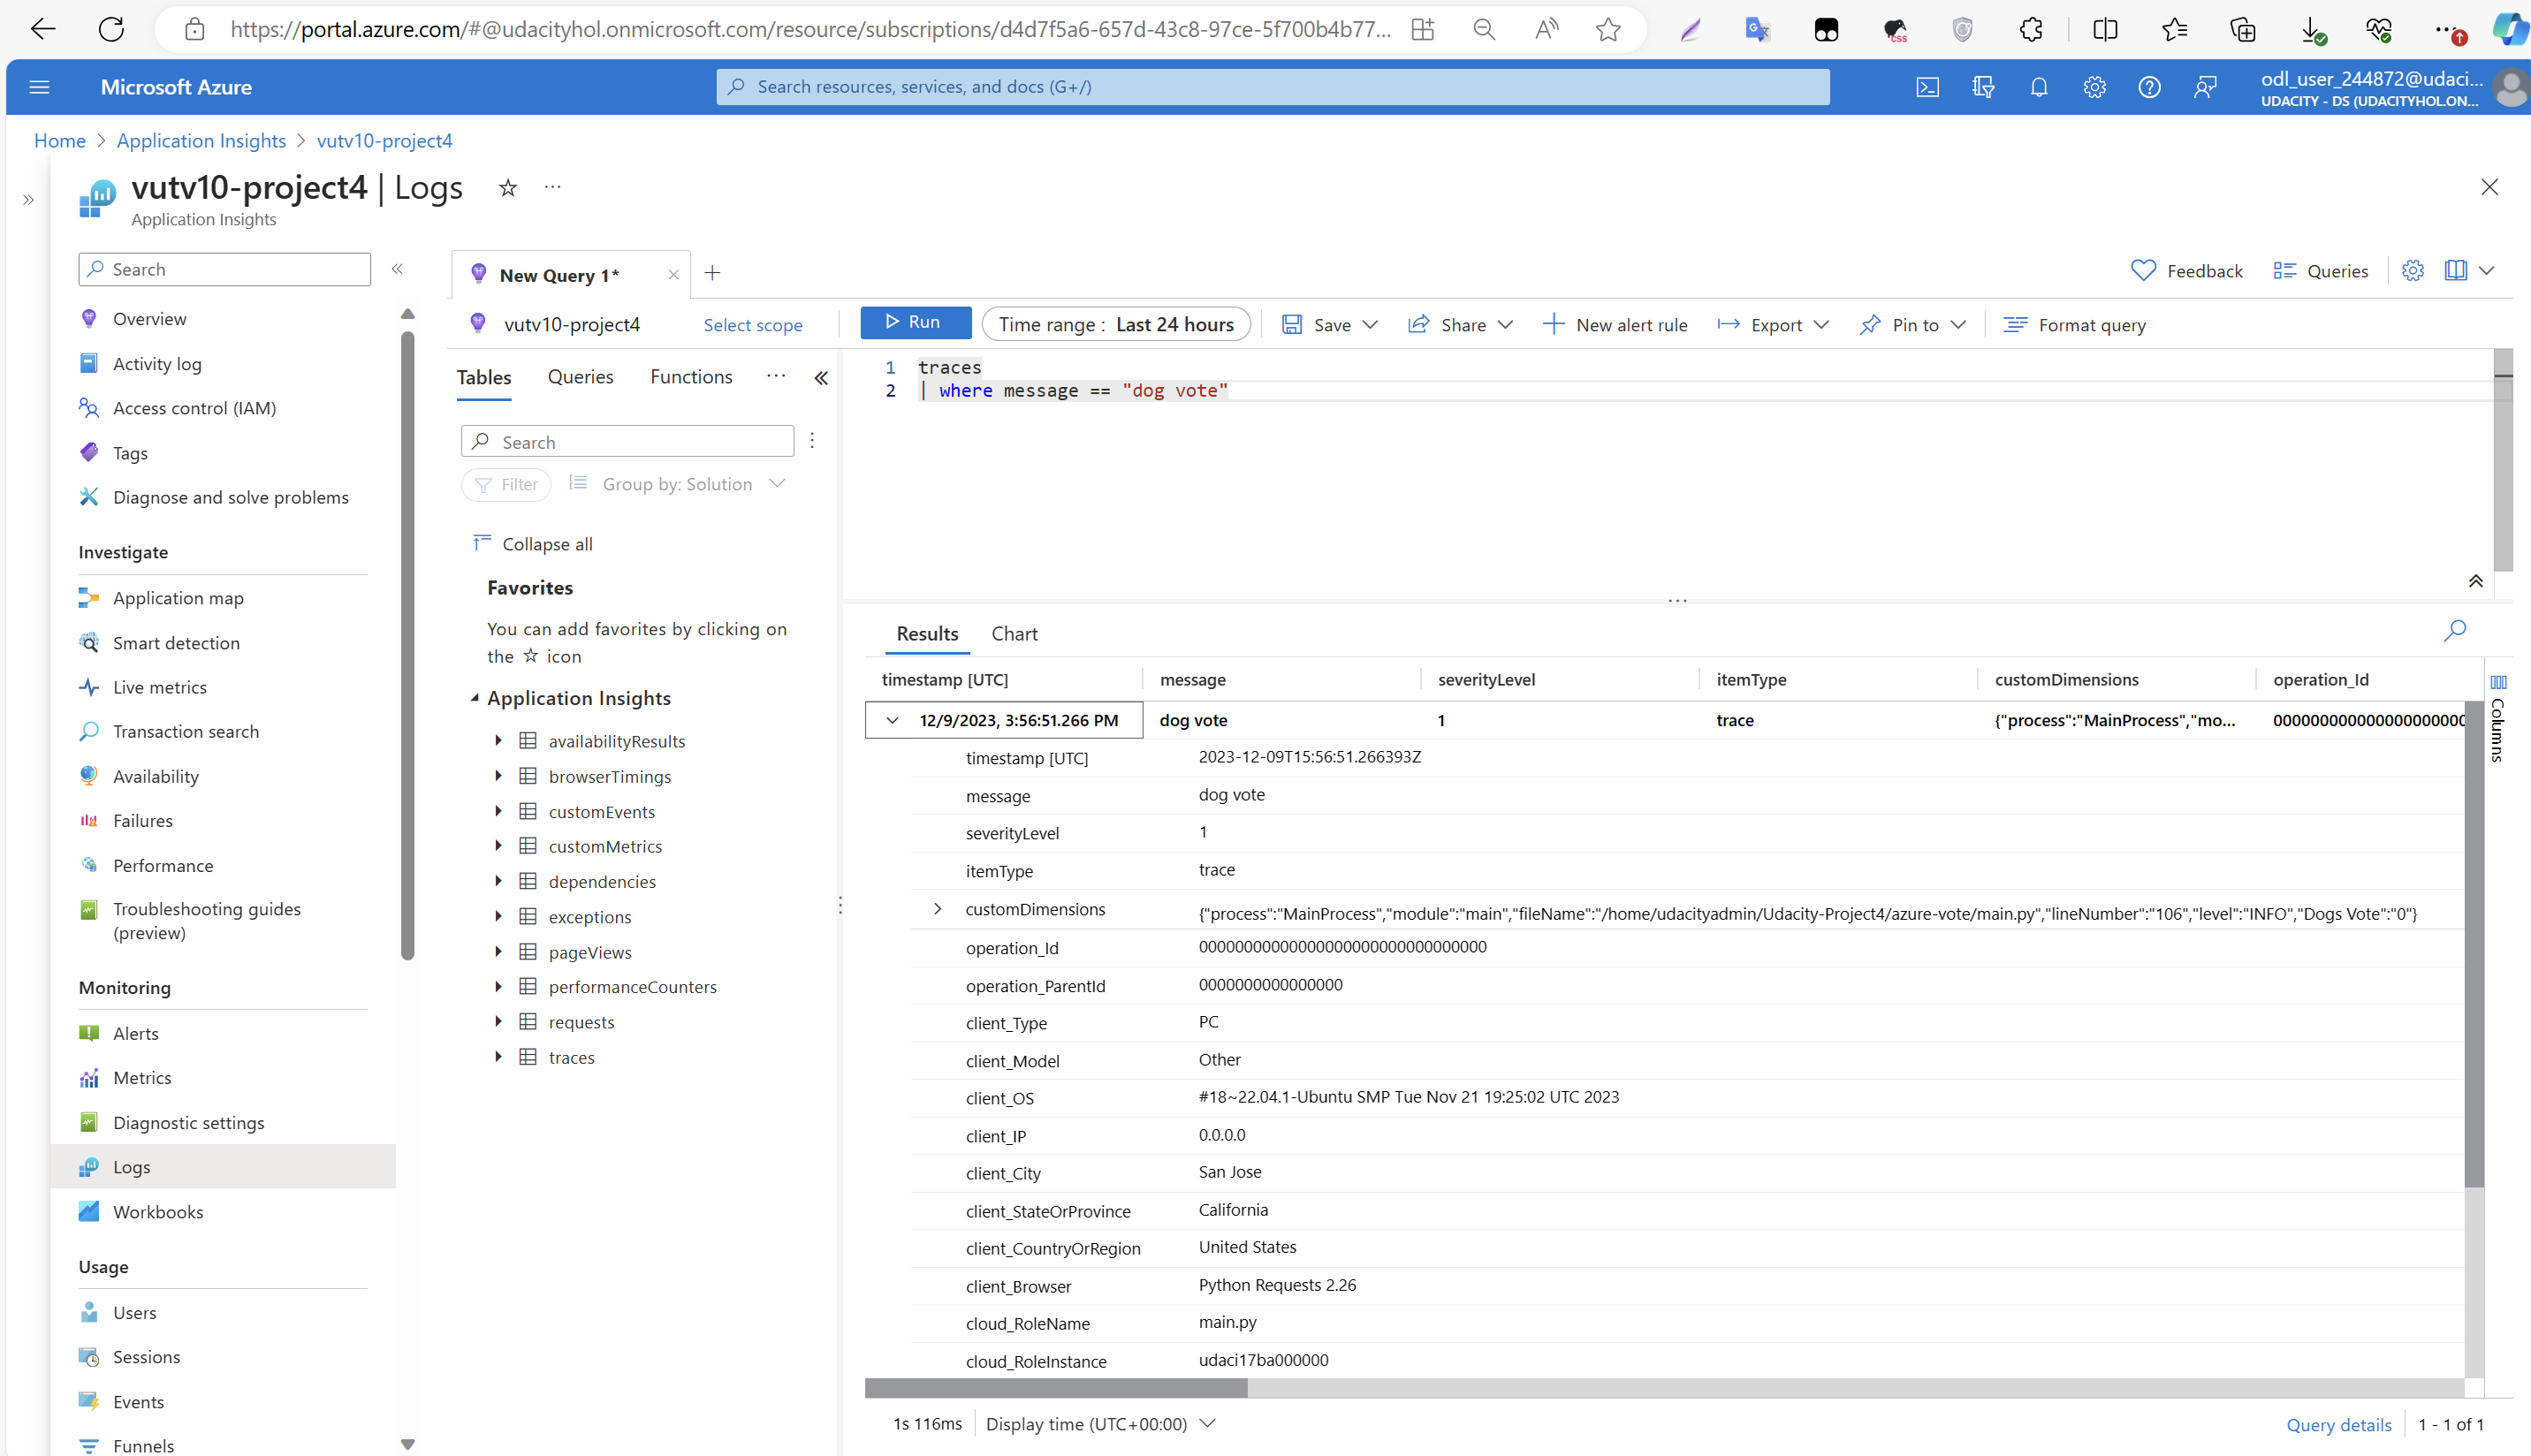 https://portal.azure.com/#@udacityhol.onmicrosoft.com/resource/subscriptions/d4d7f5a6-657d-43c8-97ce-5f700b4b77...
Microsoft Azure
Search resources, services, and docs (G+/)
odl_user_244872@udaci...
UDACITY - DS (UDACITYHOL.ON...
Home > Application Insights > vutv10-project4
vutv10-project4 | Logs
Application Insights
Search
Overview
Activity log
Access control (IAM)
Tags
Diagnose and solve problems
Investigate
Application map
Smart detection
Live metrics
Transaction search
Availability
Failures
Performance
Troubleshooting guides
(preview)
Monitoring
Alerts
Metrics
Diagnostic settings
Logs
Workbooks
Usage
Users
Sessions
Events
Funnels
New Query 1*
Feedback
Queries
vutv10-project4
Select scope
Run
Time range : Last 24 hours
Save
Share
New alert rule
Export
Pin to
Format query
Tables
Queries
Functions
Search
Filter
Group by: Solution
Collapse all
Favorites
You can add favorites by clicking on
the ☆ icon
Application Insights
availabilityResults
browserTimings
customEvents
customMetrics
dependencies
exceptions
pageViews
performanceCounters
requests
traces
1 traces
2 | where message == "dog vote"
Results
Chart
timestamp [UTC] message severityLevel itemType customDimensions operation_Id
12/9/2023, 3:56:51.266 PM dog vote 1 trace {"process":"MainProcess","mo...
timestamp [UTC] 2023-12-09T15:56:51.266393Z
message dog vote
severityLevel 1
itemType trace
customDimensions {"process":"MainProcess","module":"main","fileName":"/home/udacityadmin/Udacity-Project4/azure-vote/main.py","lineNumber":"106","level":"INFO","Dogs Vote":"0"}
operation_Id 00000000000000000000000000000000
operation_ParentId 0000000000000000
client_Type PC
client_Model Other
client_OS #18~22.04.1-Ubuntu SMP Tue Nov 21 19:25:02 UTC 2023
client_IP 0.0.0.0
client_City San Jose
client_StateOrProvince California
client_CountryOrRegion United States
client_Browser Python Requests 2.26
cloud_RoleName main.py
cloud_RoleInstance udaci17ba000000
Columns
1s 116ms
Display time (UTC+00:00)
Query details
1 - 1 of 1